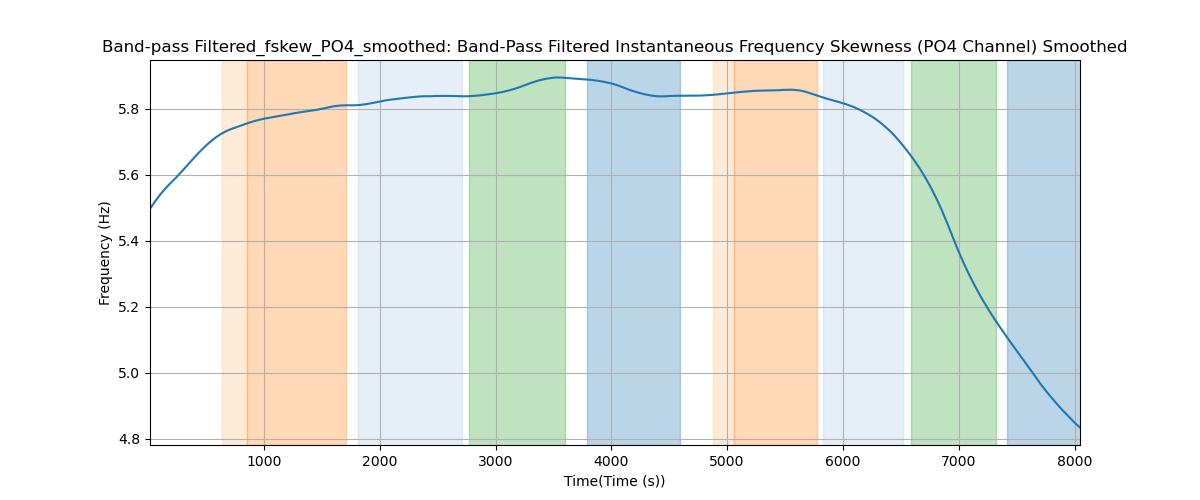 Band-pass Filtered_fskew_PO4_smoothed: Band-Pass Filtered Instantaneous Frequency Skewness (PO4 Channel) Smoothed
Frequency (Hz)
5.8
5.6
5.4
5.2
5.0
4.8
1000 2000 3000 4000 5000 6000 7000 8000
Time(Time (s))